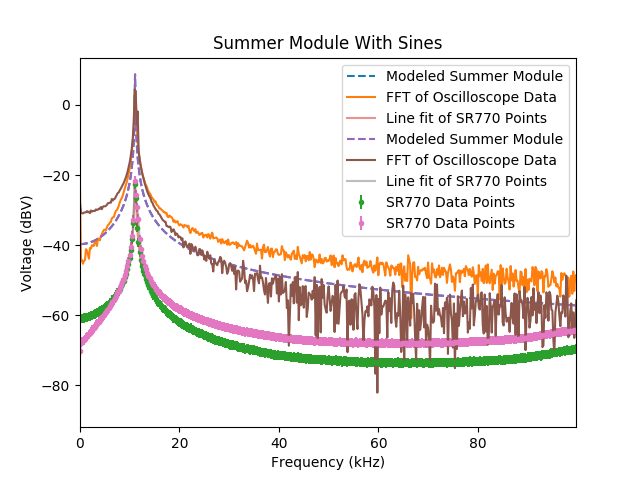 Summer Module With Sines
Modeled Summer Module
FFT of Oscilloscope Data
Line fit of SR770 Points
Modeled Summer Module
FFT of Oscilloscope Data
Line fit of SR770 Points
SR770 Data Points
SR770 Data Points
0
−20
−40
−60
−80
Voltage (dBV)
0 20 40 60 80
Frequency (kHz)